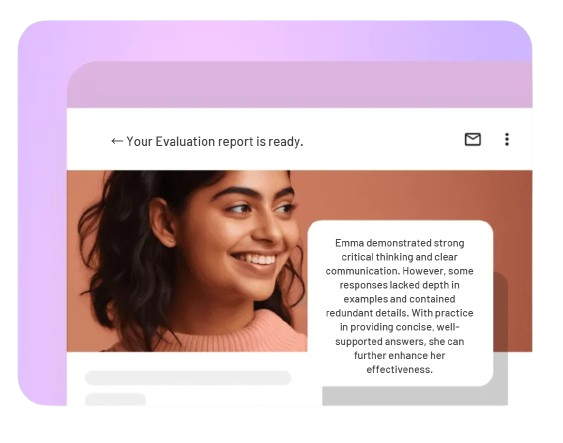 ← Your Evaluation report is ready.
Emma demonstrated strong
critical thinking and clear
communication. However, some
responses lacked depth in
examples and contained
redundant details. With practice
in providing concise, well-
supported answers, she can
further enhance her
effectiveness.